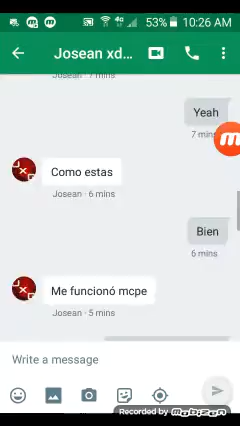 53% 10:26 AM
Josean xd...
Josean · 7 mins
Yeah
7 mins
Como estas
Josean · 6 mins
Bien
6 mins
Me funcionó mcpe
Josean · 5 mins
Write a message
Recorded by mobizen